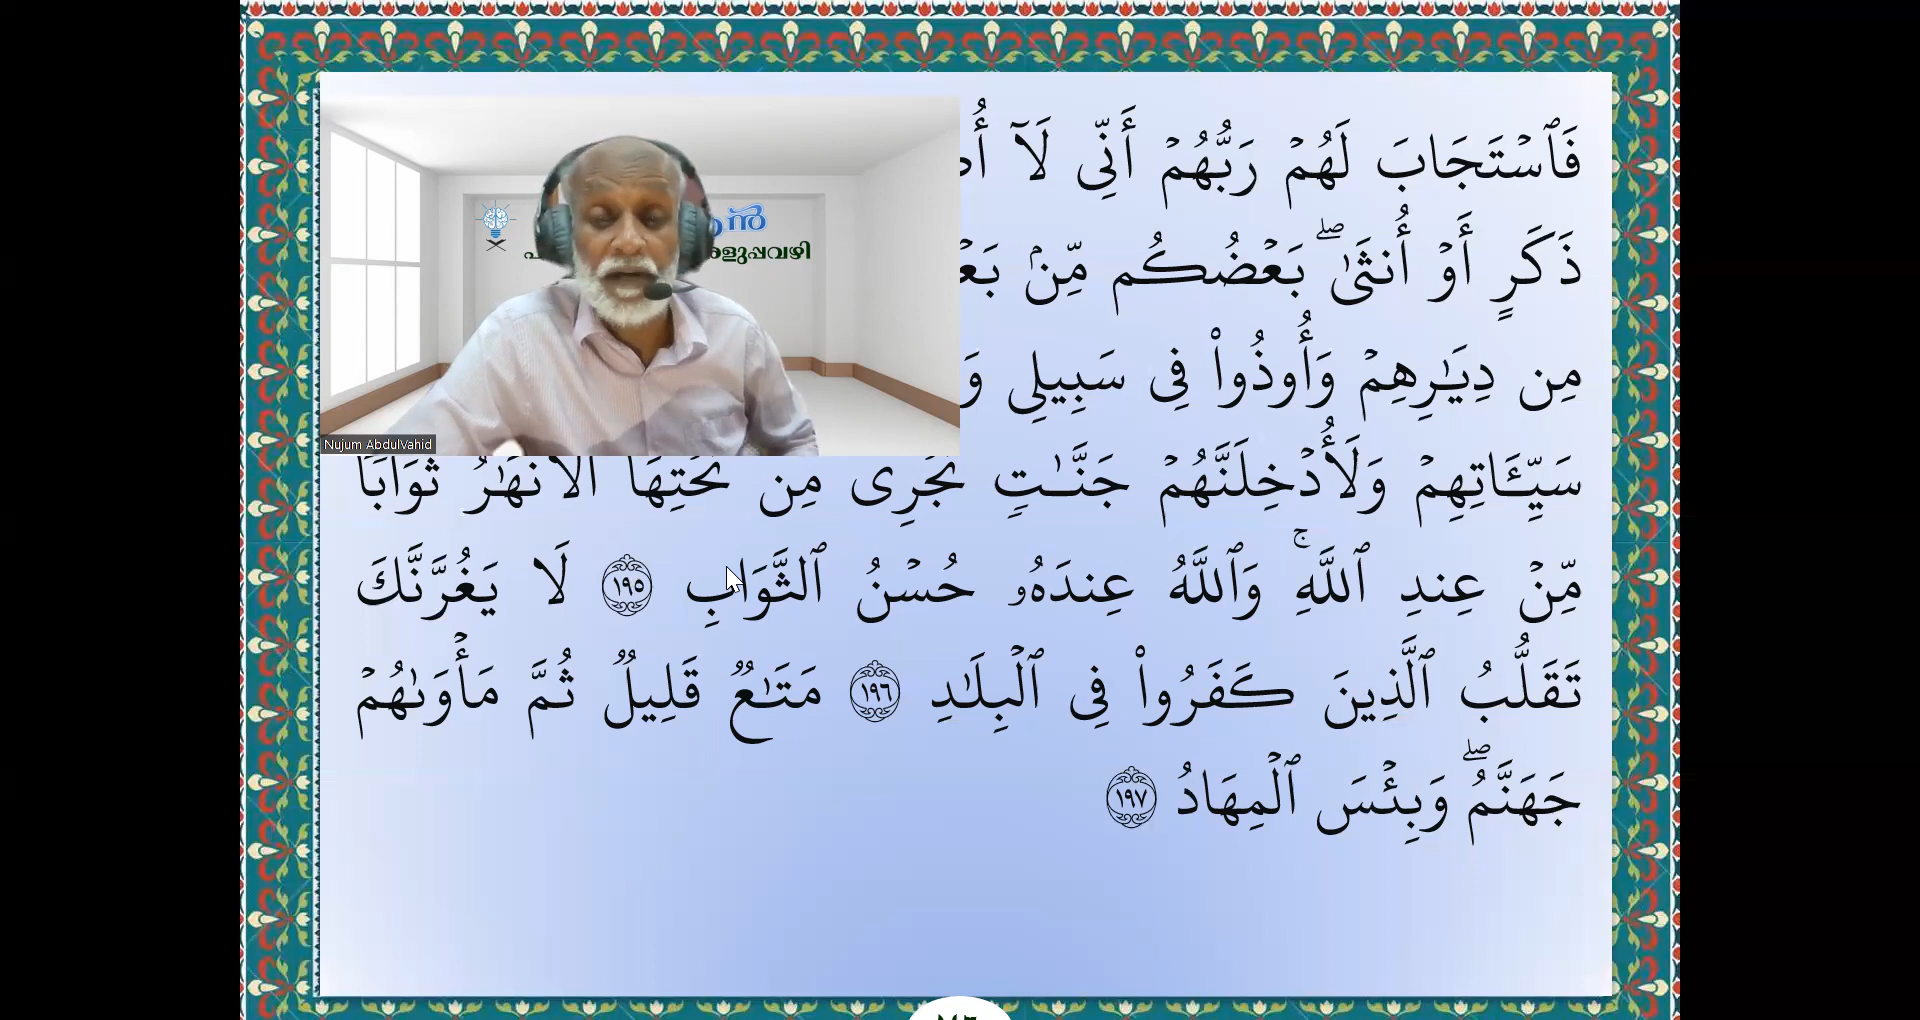 فَٱسْتَجَابَ لَهُمْ رَبُّهُمْ أَنِّى لَآ
ذَكَرٍ أَوْ أُنثَىٰ ۖ بَعْضُكُم مِّنۢ
مِن دِيَـٰرِهِمْ وَأُوذُوا۟ فِى سَبِيلِى
سَيِّـَٔاتِهِمْ وَلَأُدْخِلَنَّهُمْ جَنَّـٰتٍ تَجْرِى مِن تَحْتِهَا ٱلْأَنْهَـٰرُ ثَوَابًا
مِّنْ عِندِ ٱللَّهِ ۚ وَٱللَّهُ عِندَهُۥ حُسْنُ ٱلثَّوَابِ ١٩٥ لَا يَغُرَّنَّكَ
تَقَلُّبُ ٱلَّذِينَ كَفَرُوا۟ فِى ٱلْبِلَـٰدِ ١٩٦ مَتَـٰعٌ قَلِيلٌ ثُمَّ مَأْوَىٰهُمْ
جَهَنَّمُ ۖ وَبِئْسَ ٱلْمِهَادُ ١٩٧
Nujum AbdulVahid